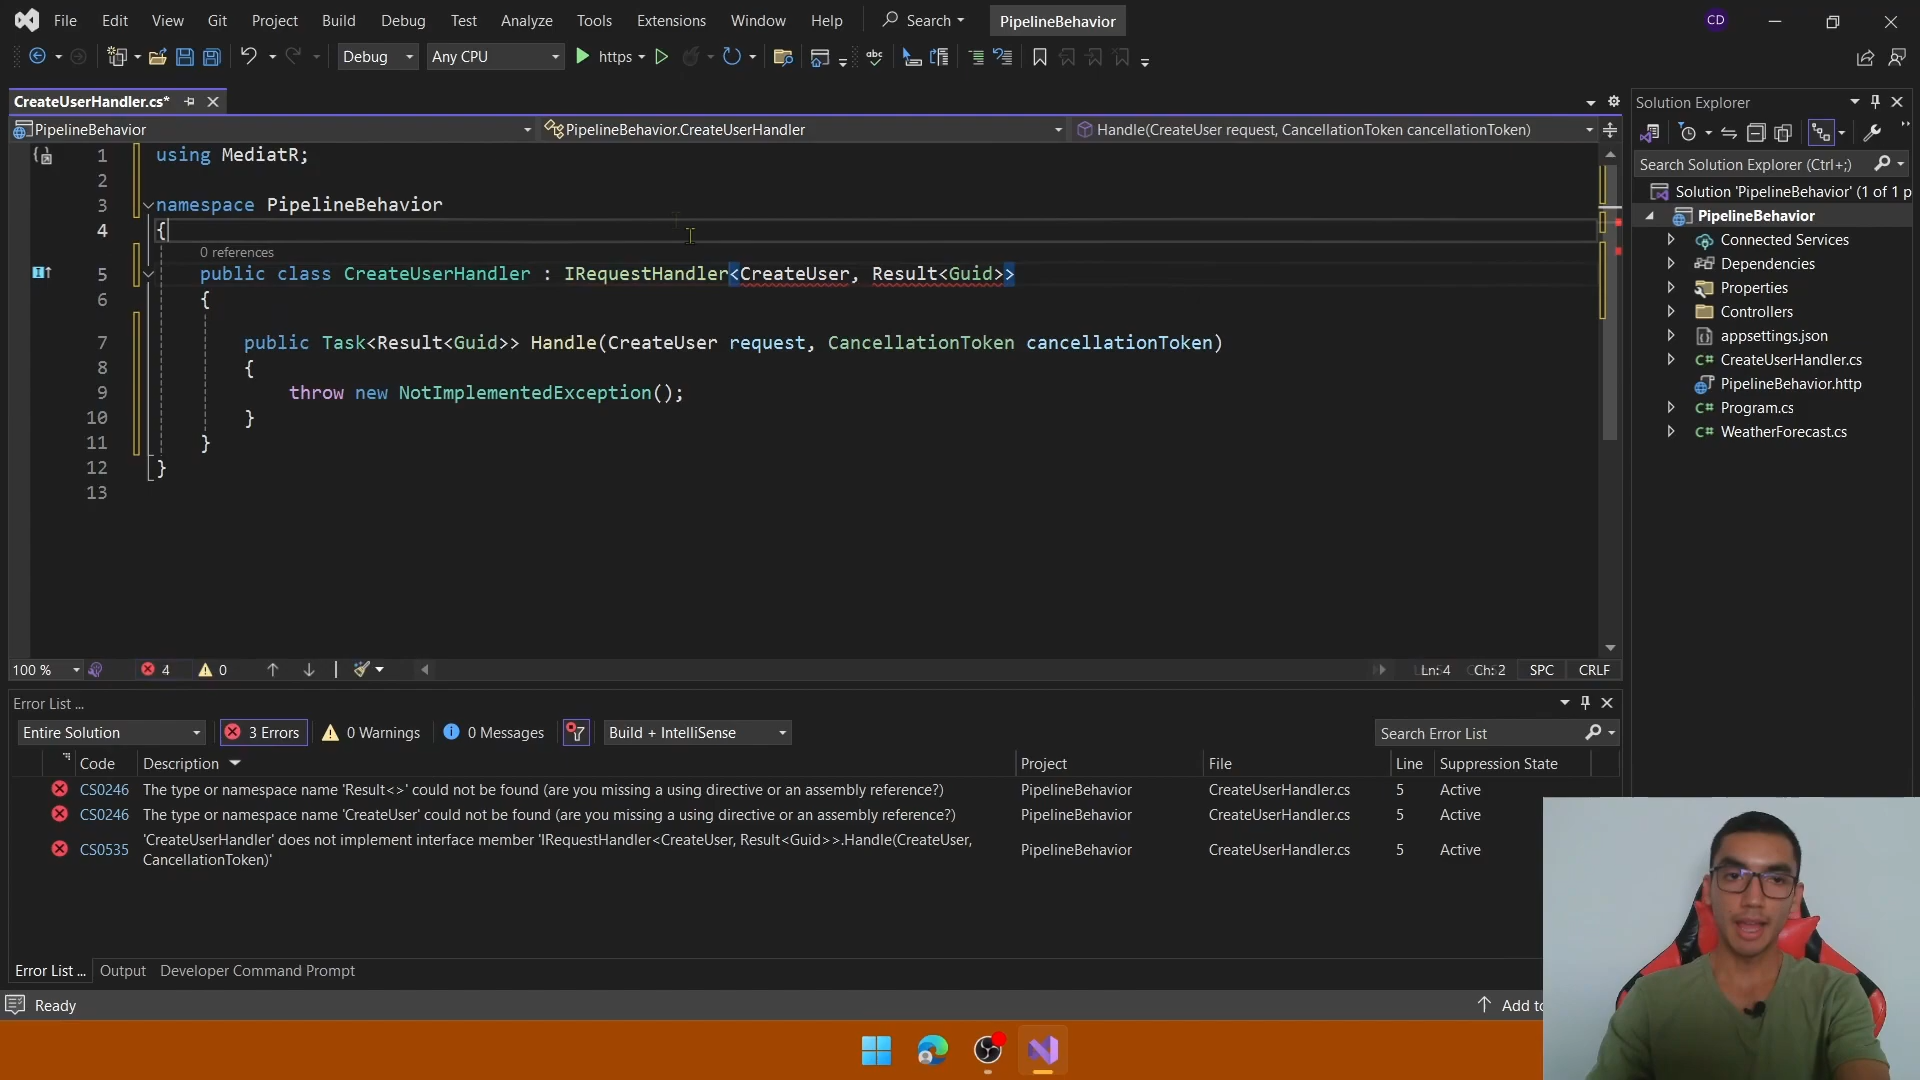 File Edit View Git Project Build Debug Test Analyze Tools Extensions Window Help Search PipelineBehavior CD
Debug Any CPU https
CreateUserHandler.cs*
PipelineBehavior PipelineBehavior.CreateUserHandler Handle(CreateUser request, CancellationToken cancellationToken)
1 using MediatR;
2
3 namespace PipelineBehavior
4 {
0 references
5 public class CreateUserHandler : IRequestHandler<CreateUser, Result<Guid>>
6 {
7 public Task<Result<Guid>> Handle(CreateUser request, CancellationToken cancellationToken)
8 {
9 throw new NotImplementedException();
10 }
11 }
12 }
13
100 % 4 0 Ln: 4 Ch: 2 SPC CRLF
Solution Explorer
Search Solution Explorer (Ctrl+;)
Solution 'PipelineBehavior' (1 of 1 p
PipelineBehavior
Connected Services
Dependencies
Properties
Controllers
appsettings.json
C# CreateUserHandler.cs
PipelineBehavior.http
C# Program.cs
C# WeatherForecast.cs
Error List ...
Entire Solution 3 Errors 0 Warnings 0 Messages Build + IntelliSense Search Error List
Code Description Project File Line Suppression State
CS0246 The type or namespace name 'Result<>' could not be found (are you missing a using directive or an assembly reference?) PipelineBehavior CreateUserHandler.cs 5 Active
CS0246 The type or namespace name 'CreateUser' could not be found (are you missing a using directive or an assembly reference?) PipelineBehavior CreateUserHandler.cs 5 Active
CS0535 'CreateUserHandler' does not implement interface member 'IRequestHandler<CreateUser, Result<Guid>>.Handle(CreateUser, PipelineBehavior CreateUserHandler.cs 5 Active
CancellationToken)'
Error List ... Output Developer Command Prompt
Ready Add to